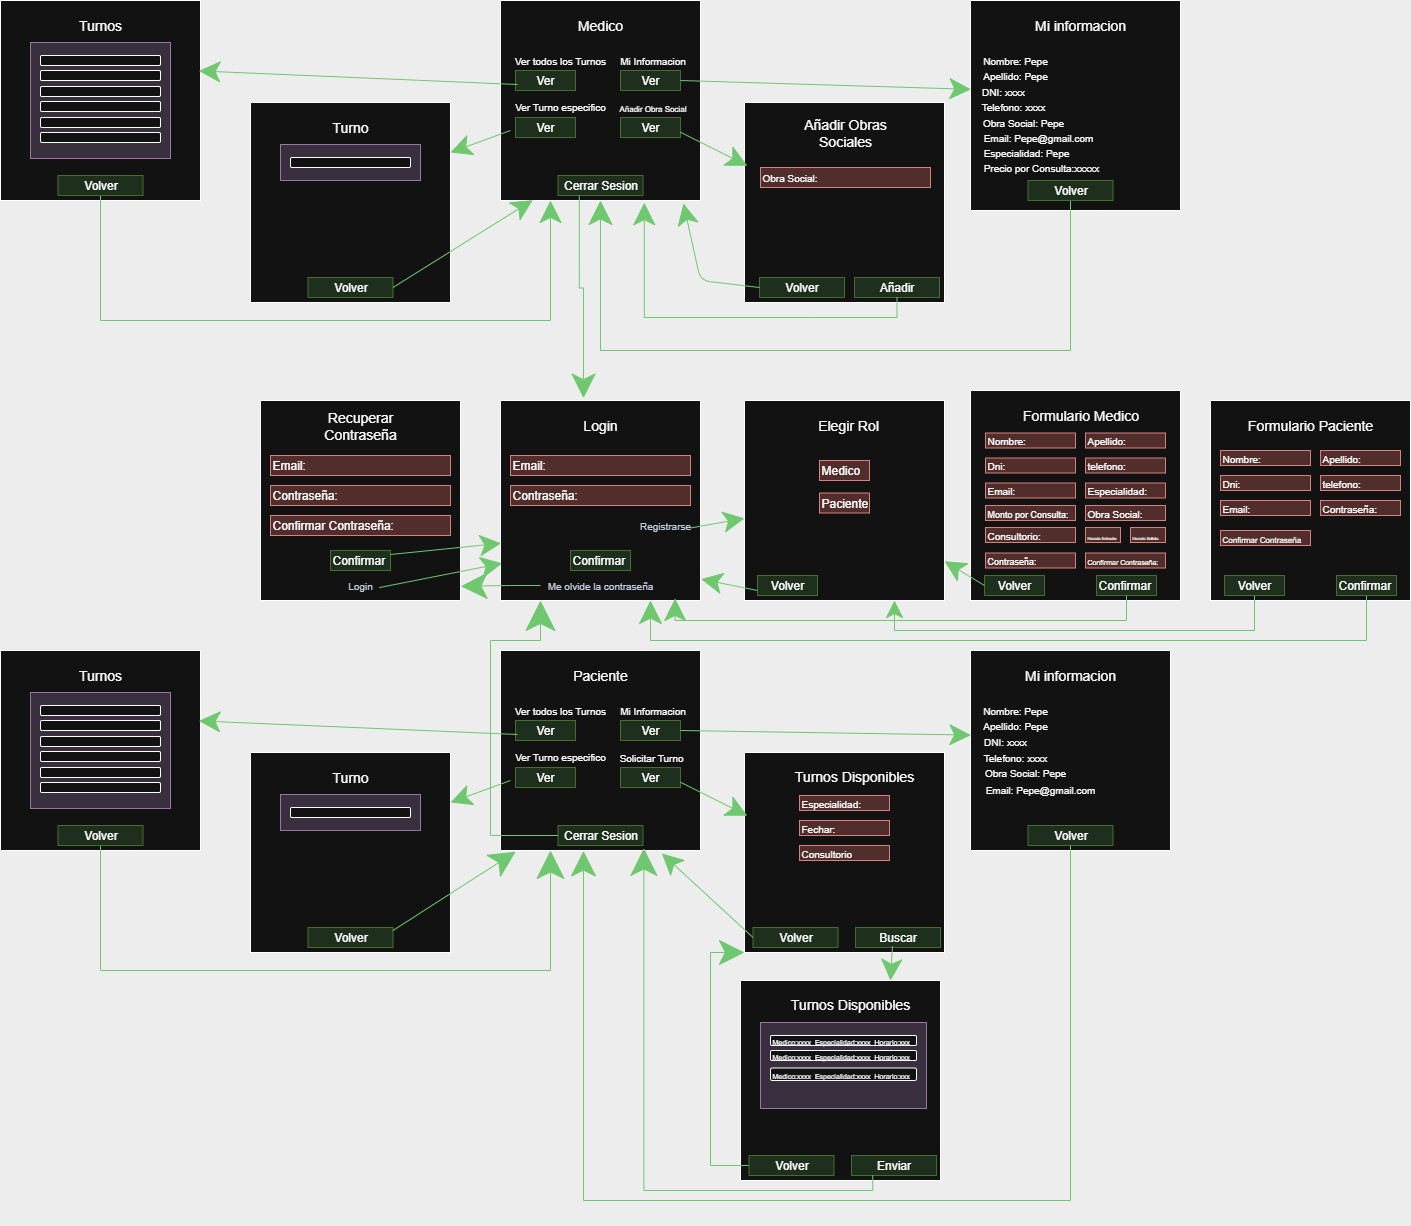 Turnos
Volver
Turno
Volver
Medico
Ver todos los Turnos
Ver
Mi Informacion
Ver
Ver Turno especifico
Ver
Añadir Obra Social
Ver
Cerrar Sesion
Añadir Obras
Sociales
Obra Social:
Volver
Añadir
Mi informacion
Nombre: Pepe
Apellido: Pepe
DNI: xxxx
Telefono: xxxx
Obra Social: Pepe
Email: Pepe@gmail.com
Especialidad: Pepe
Precio por Consulta:xxxxx
Volver
Recuperar
Contraseña
Email:
Contraseña:
Confirmar Contraseña:
Confirmar
Login
Login
Email:
Contraseña:
Registrarse
Confirmar
Me olvide la contraseña
Elegir Rol
Medico
Paciente
Volver
Formulario Medico
Nombre:
Apellido:
Dni:
telefono:
Email:
Especialidad:
Monto por Consulta:
Obra Social:
Consultorio:
Contraseña:
Confirmar Contraseña:
Volver
Confirmar
Formulario Paciente
Nombre:
Apellido:
Dni:
telefono:
Email:
Contraseña:
Confirmar Contraseña
Volver
Confirmar
Turnos
Volver
Turno
Volver
Paciente
Ver todos los Turnos
Ver
Mi Informacion
Ver
Ver Turno especifico
Ver
Solicitar Turno
Ver
Cerrar Sesion
Turnos Disponibles
Especialidad:
Fechar:
Consultorio
Volver
Buscar
Mi informacion
Nombre: Pepe
Apellido: Pepe
DNI: xxxx
Telefono: xxxx
Obra Social: Pepe
Email: Pepe@gmail.com
Volver
Turnos Disponibles
Medico:xxxx Especialidad:xxxx Horario:xxx
Medico:xxxx Especialidad:xxxx Horario:xxx
Medico:xxxx Especialidad:xxxx Horario:xxx
Volver
Enviar